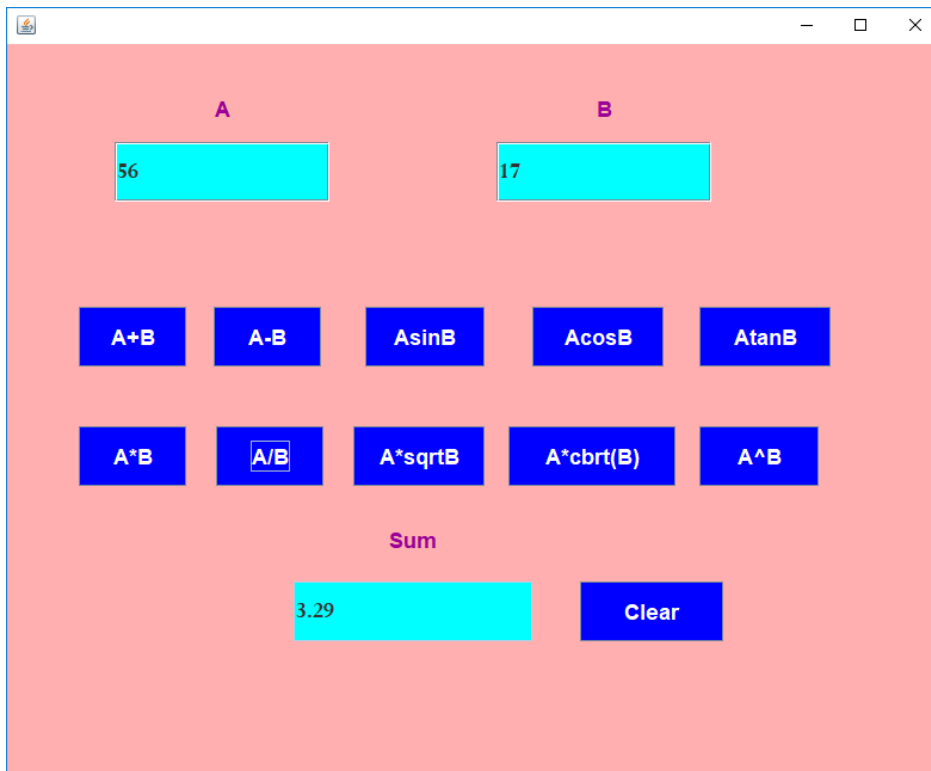 A B
56 17
A+B A-B AsinB AcosB AtanB
A*B A/B A*sqrtB A*cbrt(B) A^B
Sum
3.29 Clear